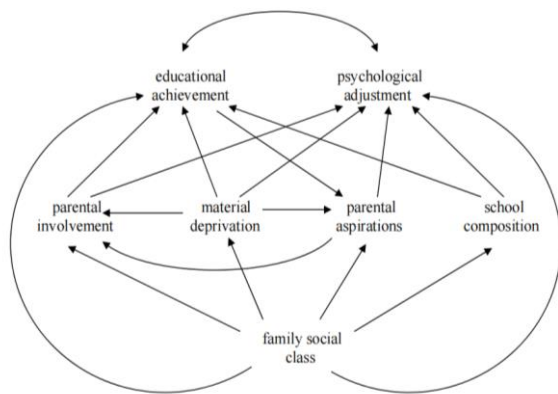 educational
achievement
psychological
adjustment
parental
involvement
material
deprivation
parental
aspirations
school
composition
family social
class